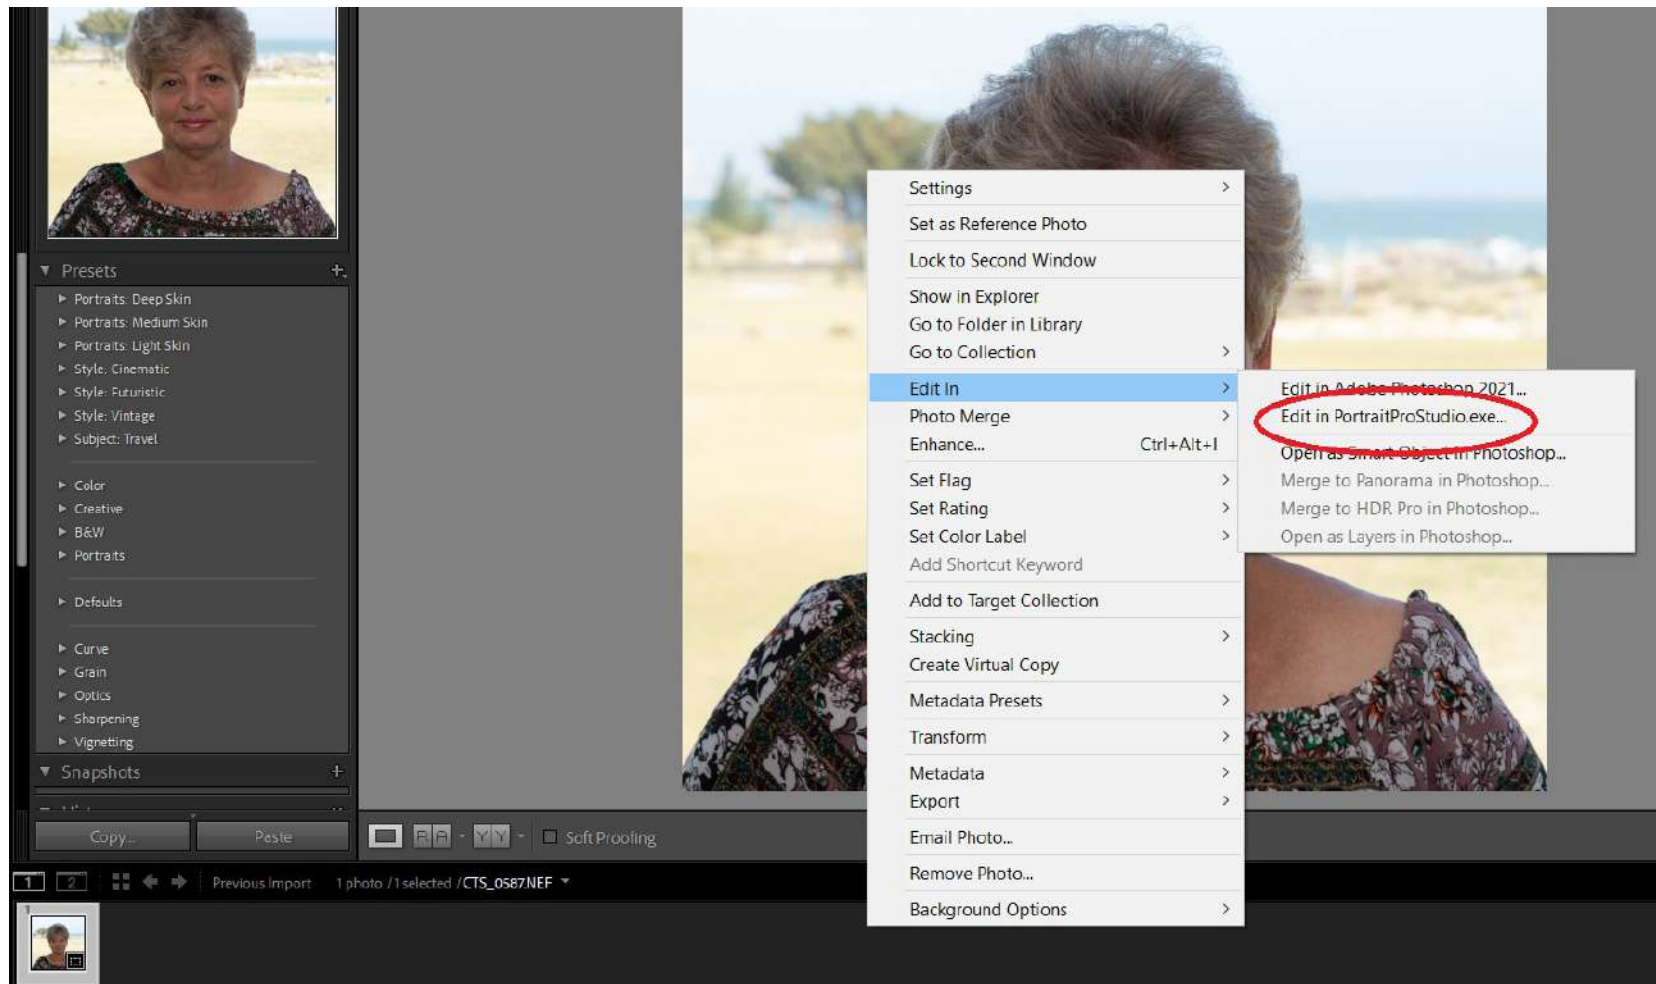 Presets
Portraits: Deep Skin
Portraits: Medium Skin
Portraits: Light Skin
Style: Cinematic
Style: Futuristic
Style: Vintage
Subject: Travel
Color
Creative
B&W
Portraits
Defaults
Curve
Grain
Optics
Sharpening
Vignetting
Snapshots
Copy... Paste
Settings
Set as Reference Photo
Lock to Second Window
Show in Explorer
Go to Folder in Library
Go to Collection
Edit In
Photo Merge
Enhance... Ctrl+Alt+I
Set Flag
Set Rating
Set Color Label
Add Shortcut Keyword
Add to Target Collection
Stacking
Create Virtual Copy
Metadata Presets
Transform
Metadata
Export
Email Photo...
Remove Photo...
Background Options
Edit in Adobe Photoshop 2021...
Edit in PortraitProStudio.exe...
Open as Smart Object in Photoshop...
Merge to Panorama in Photoshop...
Merge to HDR Pro in Photoshop...
Open as Layers in Photoshop...
R A Y Y Soft Proofing
1 2 Previous Import 1 photo / 1 selected / CTS_0587.NEF
1